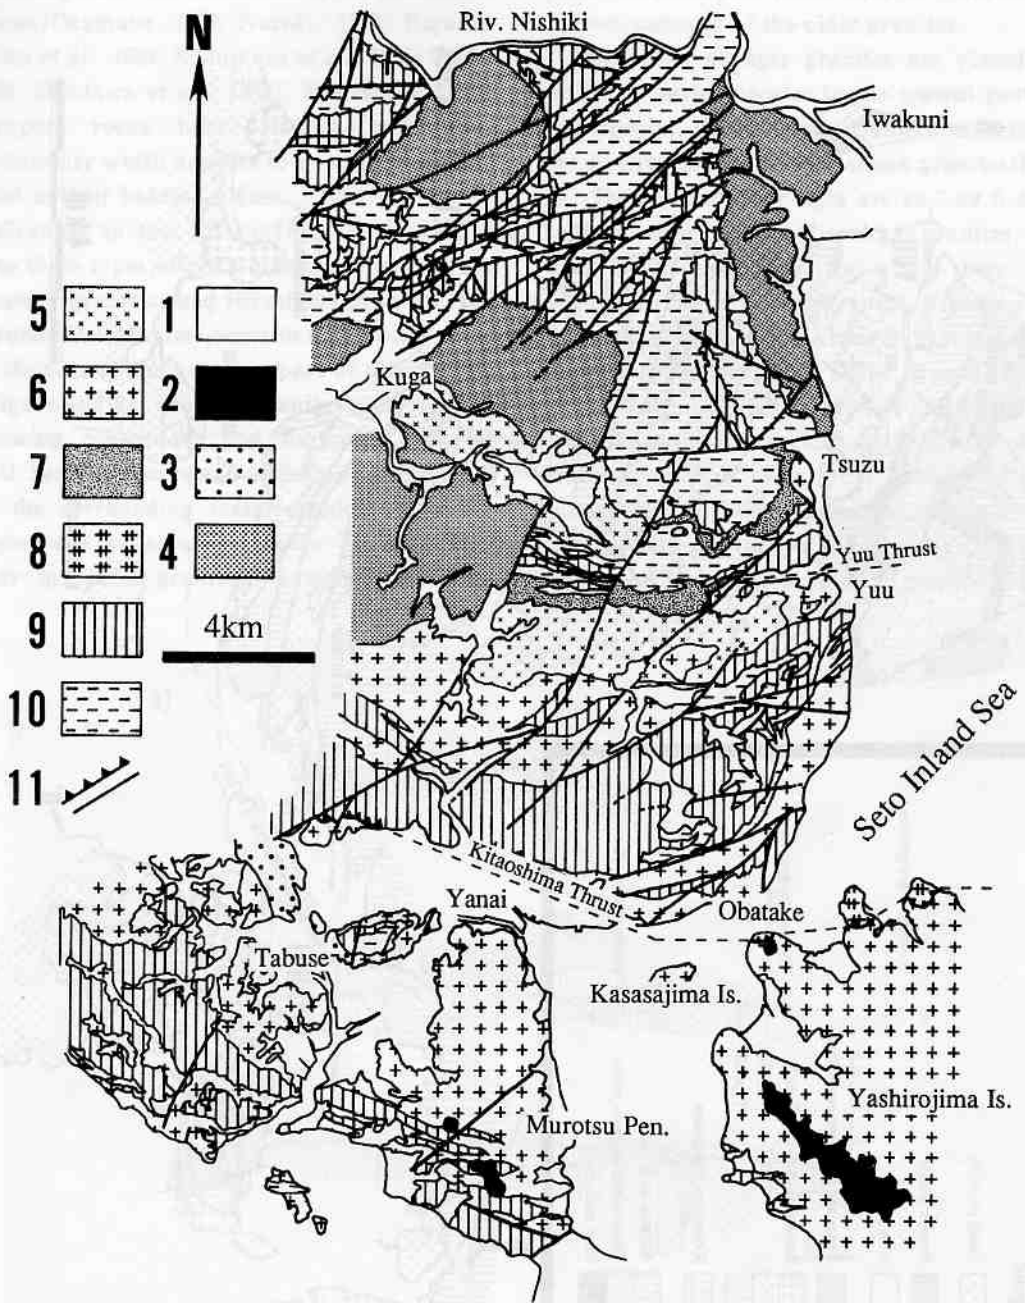 Riv. Nishiki
N
Iwakuni
5 1
Kuga
6 2
7 3
Tsuzu
8 4
Yuu Thrust
Yuu
9
4km
10
11
Seto Inland Sea
Kitaoshima Thrust
Yanai
Obatake
Tabuse
Kasasajima Is.
Yashirojima Is.
Murotsu Pen.